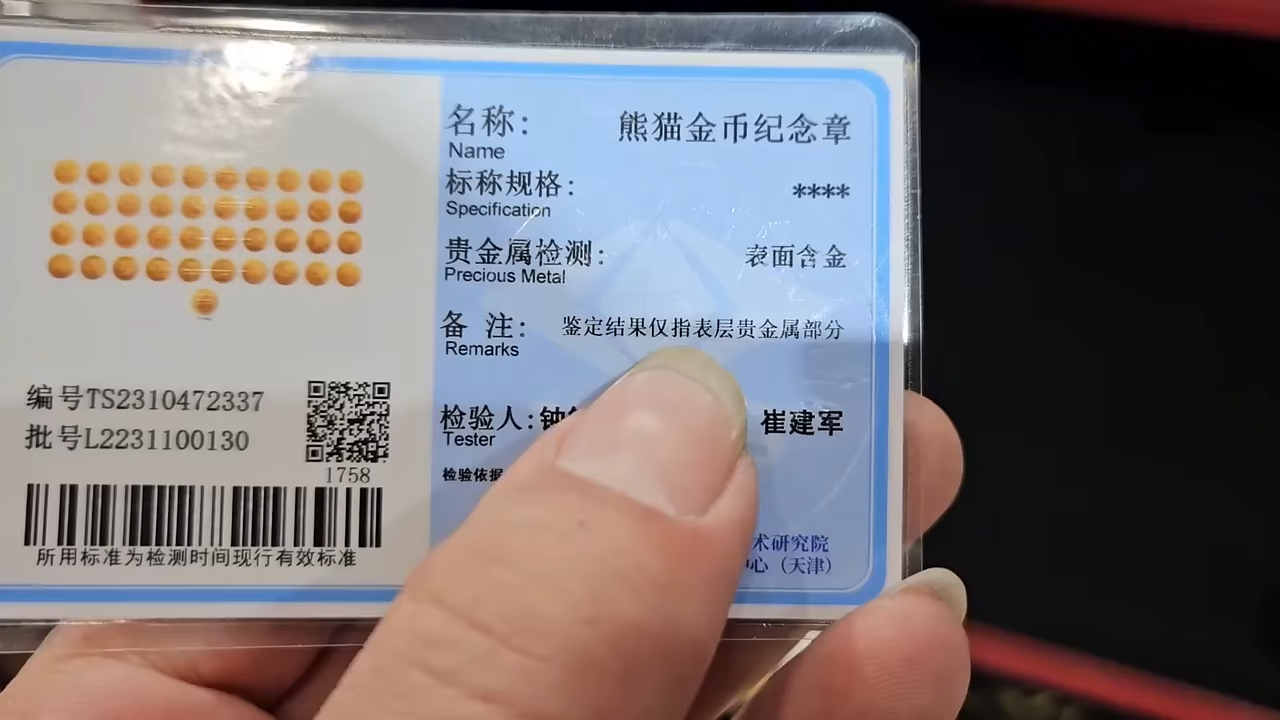 名称: 熊猫金币纪念章
Name
标称规格: ****
Specification
贵金属检测: 表面含金
Precious Metal
备 注: 鉴定结果仅指表层贵金属部分
Remarks
检验人:钟 崔建军
Tester
检验依据
术研究院
心（天津）
编号TS2310472337
批号L2231100130
1758
所用标准为检测时间现行有效标准